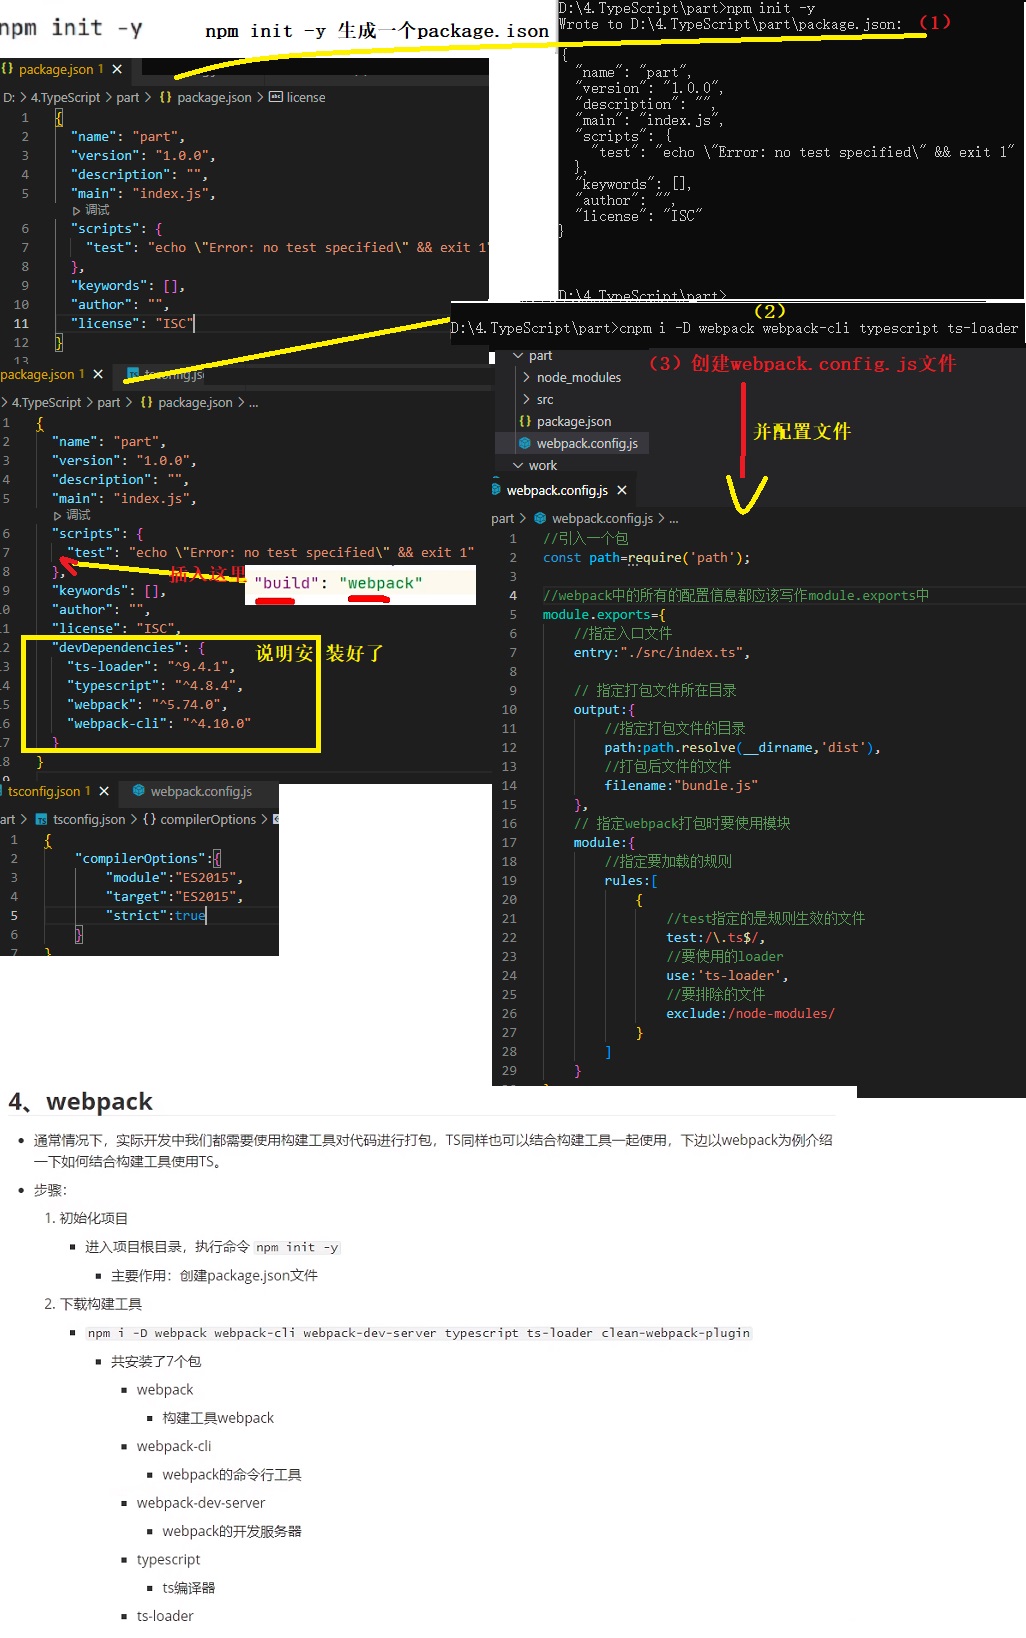 npm init -y
npm init -y 生成一个package.ison
D:\4.TypeScript\part>npm init -y
Wrote to D:\4.TypeScript\part\package.json:
（1）
{
"name": "part",
"version": "1.0.0",
"description": "",
"main": "index.js",
"scripts": {
"test": "echo \"Error: no test specified\" && exit 1"
},
"keywords": [],
"author": "",
"license": "ISC"
}
D:\4.TypeScript\part>
{} package.json 1 ×
D: > 4.TypeScript > part > {} package.json > abc license
1 {
2 "name": "part",
3 "version": "1.0.0",
4 "description": "",
5 "main": "index.js",
▷ 调试
6 "scripts": {
7 "test": "echo \"Error: no test specified\" && exit 1"
8 },
9 "keywords": [],
10 "author": "",
11 "license": "ISC"
12 }
13
（2）
D:\4.TypeScript\part>cnpm i -D webpack webpack-cli typescript ts-loader
package.json 1 × TS tsconfig.js
> 4.TypeScript > part > {} package.json > ...
1 {
2 "name": "part",
3 "version": "1.0.0",
4 "description": "",
5 "main": "index.js",
▷ 调试
6 "scripts": {
7 "test": "echo \"Error: no test specified\" && exit 1"
插入这里
"build": "webpack"
8 },
9 "keywords": [],
10 "author": "",
11 "license": "ISC",
12 "devDependencies": {
说明安 装好了
13 "ts-loader": "^9.4.1",
14 "typescript": "^4.8.4",
15 "webpack": "^5.74.0",
16 "webpack-cli": "^4.10.0"
17 }
18 }
（3）创建webpack.config.js文件
并配置文件
part
node_modules
src
{} package.json
webpack.config.js
work
webpack.config.js ×
part > webpack.config.js > ...
1 //引入一个包
2 const path=require('path');
3
4 //webpack中的所有的配置信息都应该写作module.exports中
5 module.exports={
6 //指定入口文件
7 entry:"./src/index.ts",
8
9 // 指定打包文件所在目录
10 output:{
11 //指定打包文件的目录
12 path:path.resolve(__dirname,'dist'),
13 //打包后文件的文件
14 filename:"bundle.js"
15 },
16 // 指定webpack打包时要使用模块
17 module:{
18 //指定要加载的规则
19 rules:[
20 {
21 //test指定的是规则生效的文件
22 test:/\.ts$/,
23 //要使用的loader
24 use:'ts-loader',
25 //要排除的文件
26 exclude:/node-modules/
27 }
28 ]
29 }
tsconfig.json 1 × webpack.config.js
art > TS tsconfig.json > {} compilerOptions >
1 {
2 "compilerOptions":{
3 "module":"ES2015",
4 "target":"ES2015",
5 "strict":true
6 }
7 }
4、webpack
通常情况下，实际开发中我们都需要使用构建工具对代码进行打包，TS同样也可以结合构建工具一起使用，下边以webpack为例介绍
一下如何结合构建工具使用TS。
步骤：
1. 初始化项目
进入项目根目录，执行命令 npm init -y
主要作用：创建package.json文件
2. 下载构建工具
npm i -D webpack webpack-cli webpack-dev-server typescript ts-loader clean-webpack-plugin
共安装了7个包
webpack
构建工具webpack
webpack-cli
webpack的命令行工具
webpack-dev-server
webpack的开发服务器
typescript
ts编译器
ts-loader